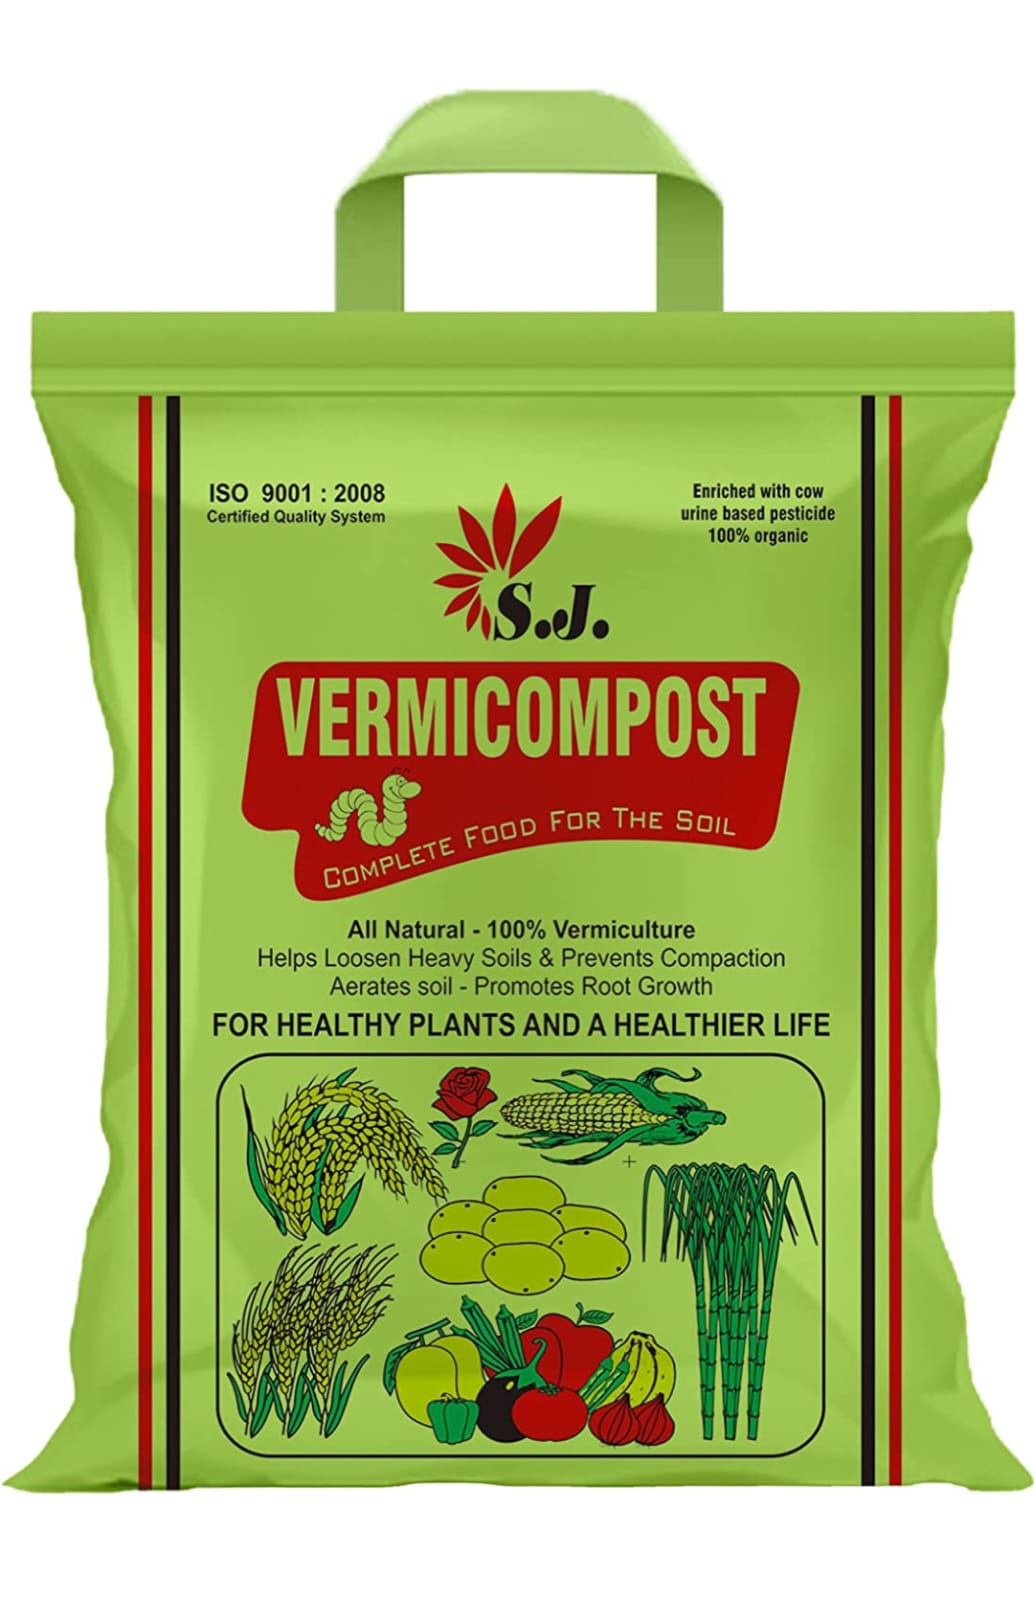 ISO 9001 : 2008
Certified Quality System
Enriched with cow
urine based pesticide
100% organic
S.J.
VERMICOMPOST
COMPLETE FOOD FOR THE SOIL
All Natural - 100% Vermiculture
Helps Loosen Heavy Soils & Prevents Compaction
Aerates soil - Promotes Root Growth
FOR HEALTHY PLANTS AND A HEALTHIER LIFE